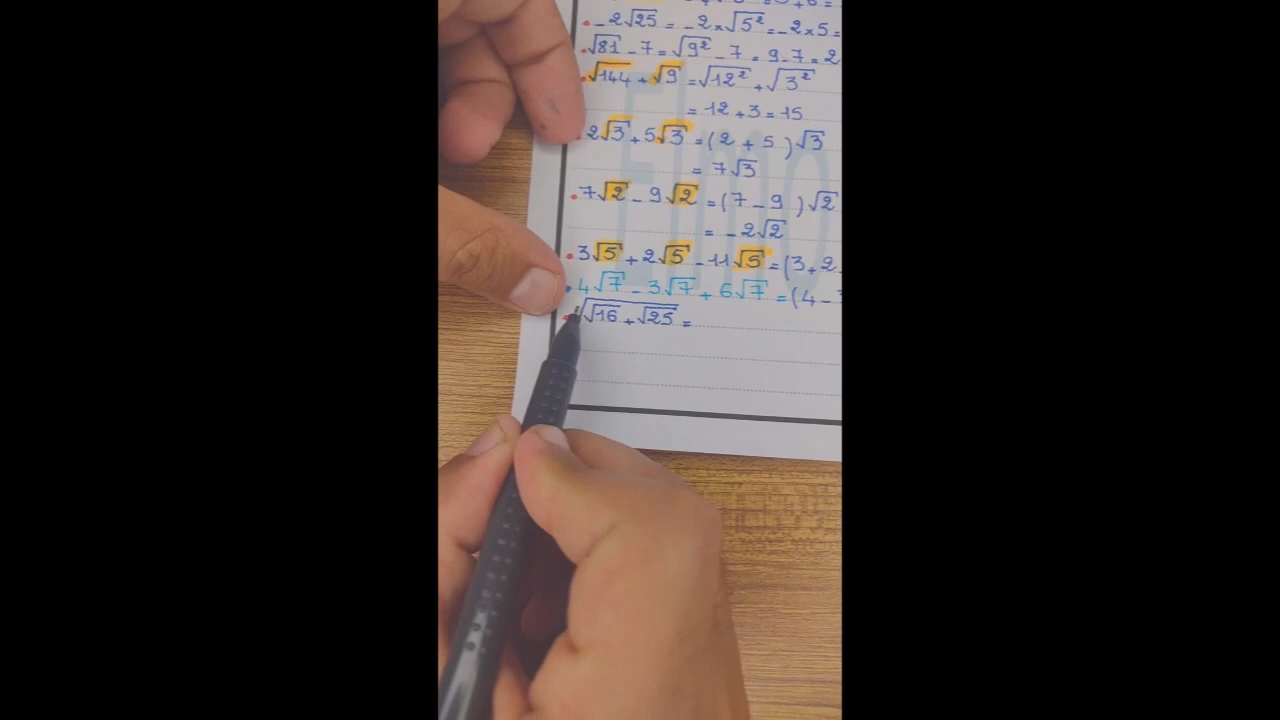 . - 2√25 = - 2 × √5² = - 2 × 5 =
. √81 - 7 = √9² - 7 = 9 - 7 = 2
. √144 + √9 = √12² + √3²
= 12 + 3 = 15
. 2√3 + 5√3 = (2 + 5)√3
= 7√3
. 7√2 - 9√2 = (7 - 9)√2
= - 2√2
. 3√5 + 2√5 - 11√5 = (3 + 2
. 4√7 - 3√7 + 6√7 = (4 -
. √(√16 + √25) =